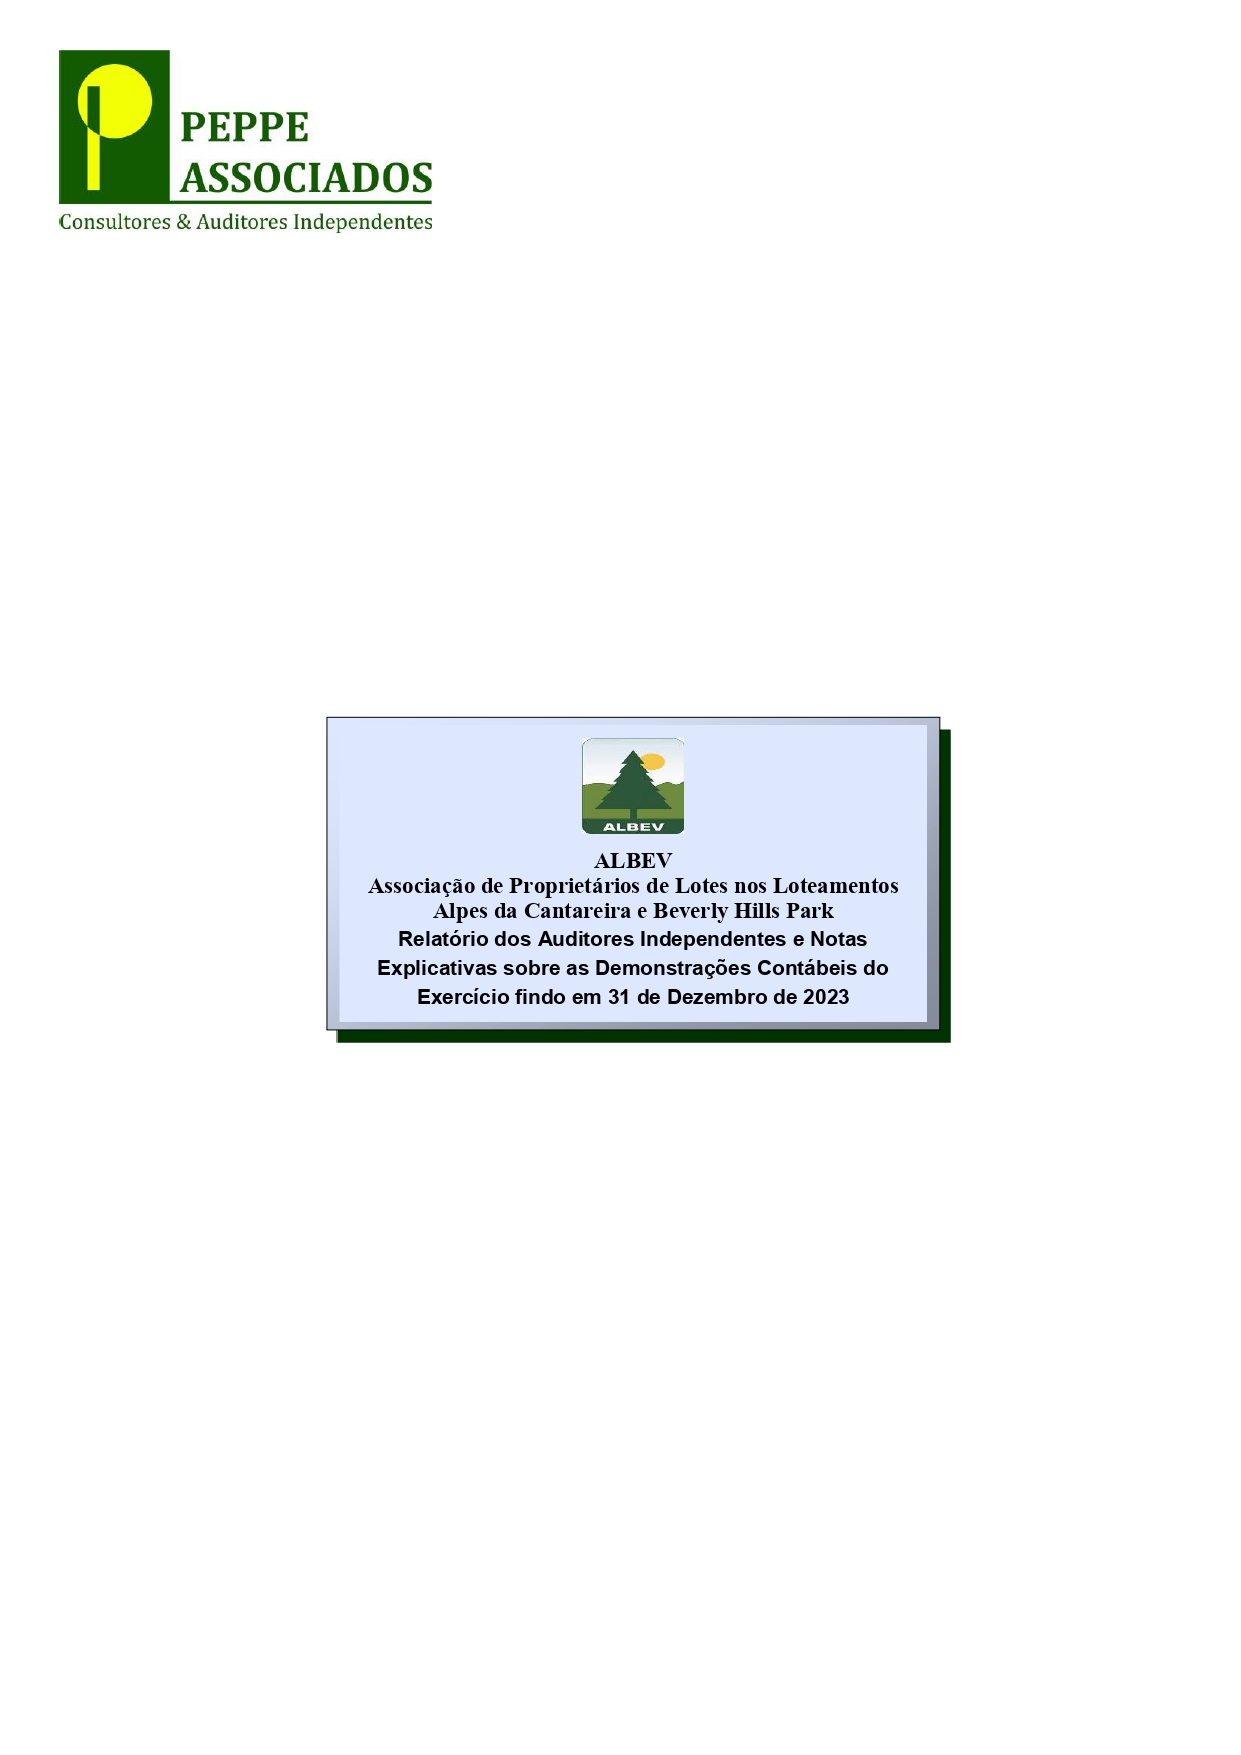 PEPPE
ASSOCIADOS
Consultores & Auditores Independentes
ALBEV
ALBEV
Associação de Proprietários de Lotes nos Loteamentos
Alpes da Cantareira e Beverly Hills Park
Relatório dos Auditores Independentes e Notas
Explicativas sobre as Demonstrações Contábeis do
Exercício findo em 31 de Dezembro de 2023